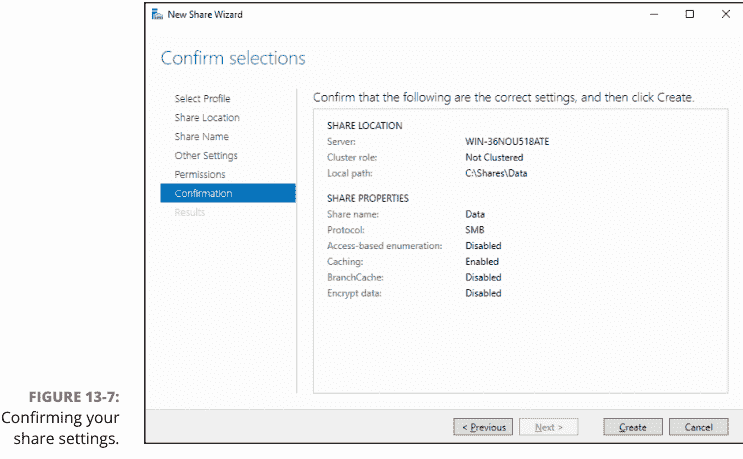 New Share Wizard
Confirm selections
Select Profile
Share Location
Share Name
Other Settings
Permissions
Confirmation
Results
Confirm that the following are the correct settings, and then click Create.
SHARE LOCATION
Server: WIN-36NOU518ATE
Cluster role: Not Clustered
Local path: C:\Shares\Data
SHARE PROPERTIES
Share name: Data
Protocol: SMB
Access-based enumeration: Disabled
Caching: Enabled
BranchCache: Disabled
Encrypt data: Disabled
< Previous Next > Create Cancel
FIGURE 13-7:
Confirming your
share settings.